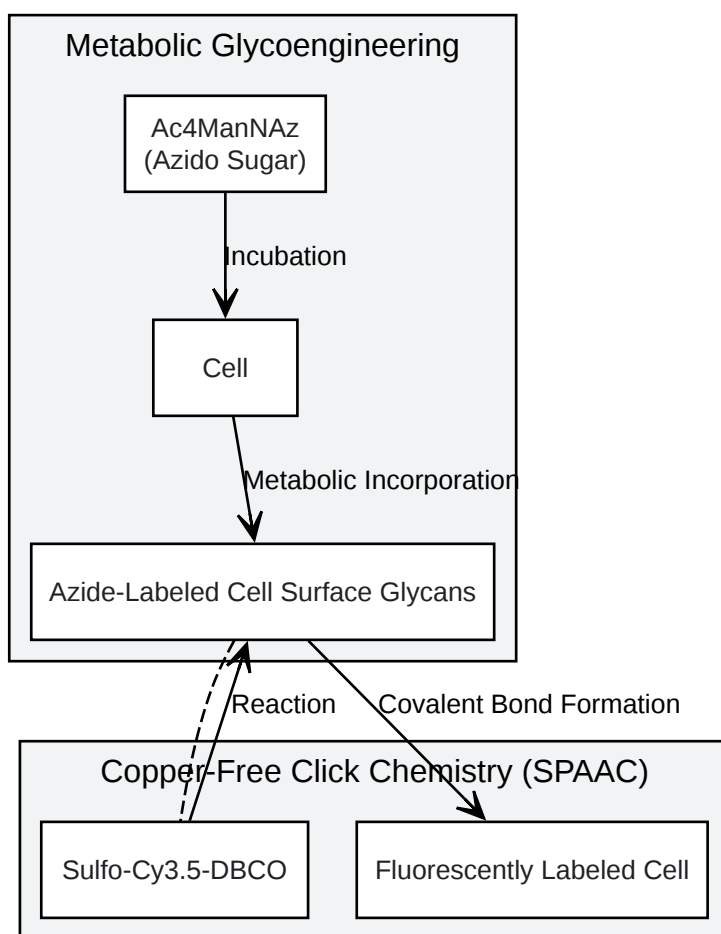 Metabolic Glycoengineering
Ac4ManNAz
(Azido Sugar)
Incubation
Cell
Metabolic Incorporation
Azide-Labeled Cell Surface Glycans
Reaction
Covalent Bond Formation
Copper-Free Click Chemistry (SPAAC)
Sulfo-Cy3.5-DBCO
Fluorescently Labeled Cell